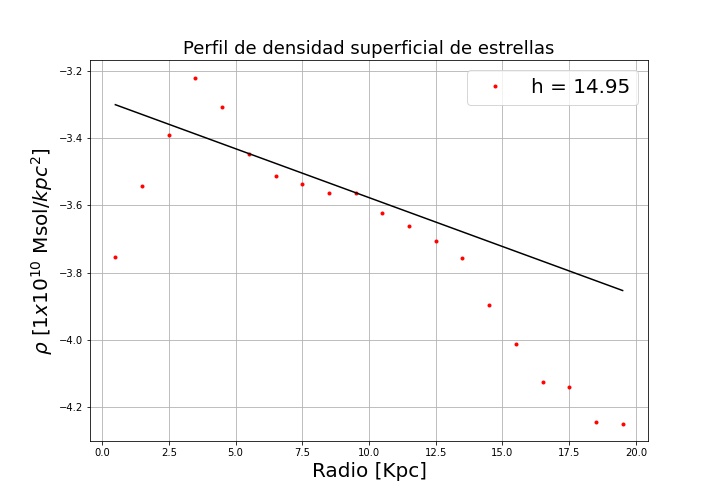 Perfil de densidad superficial de estrellas
h = 14.95
ρ [1x10¹⁰ Msol/kpc²]
−3.2
−3.4
−3.6
−3.8
−4.0
−4.2
0.0 2.5 5.0 7.5 10.0 12.5 15.0 17.5 20.0
Radio [Kpc]